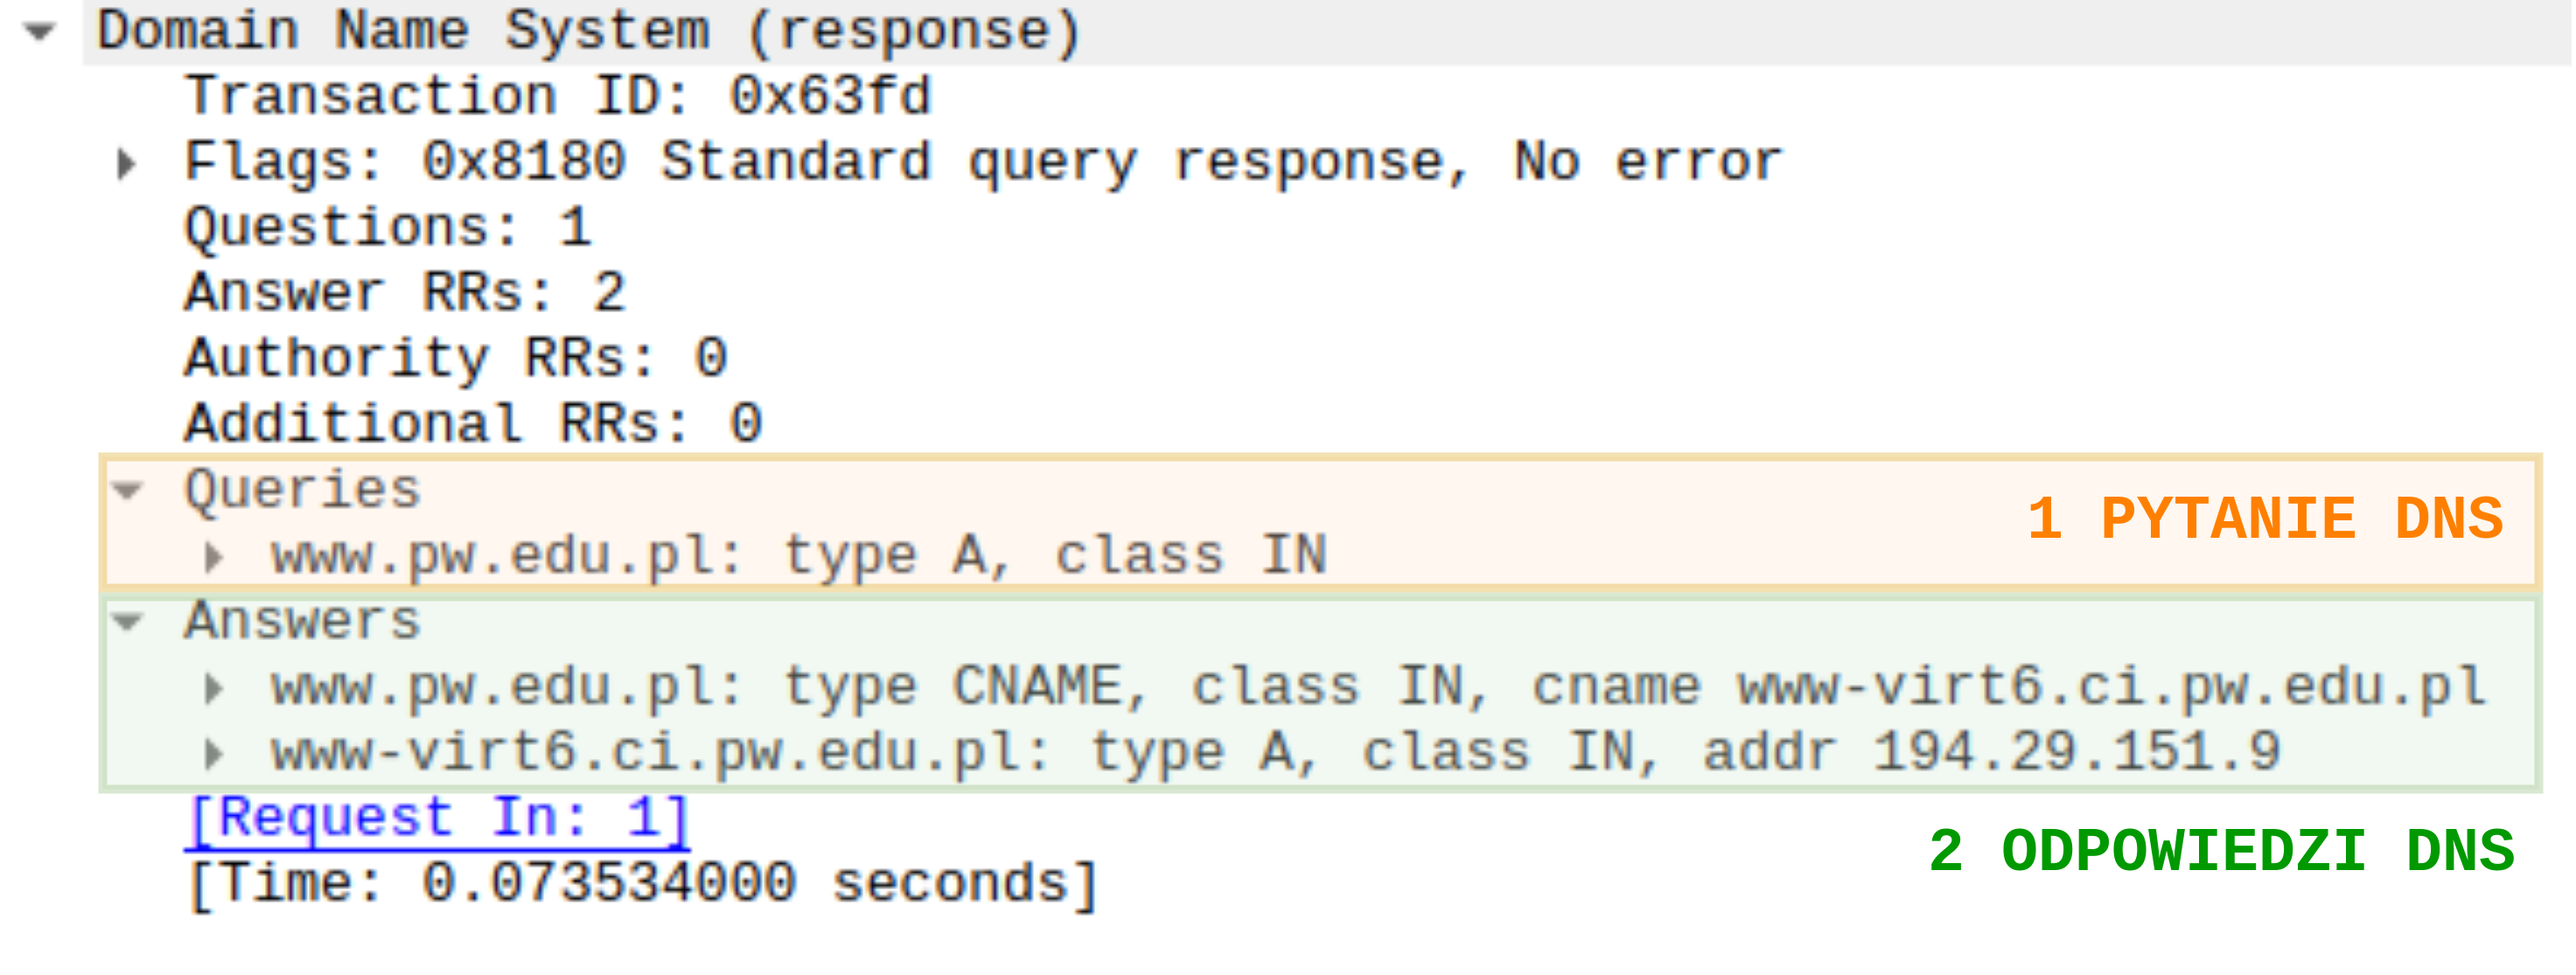 Domain Name System (response)
Transaction ID: 0x63fd
Flags: 0x8180 Standard query response, No error
Questions: 1
Answer RRs: 2
Authority RRs: 0
Additional RRs: 0
Queries
1 PYTANIE DNS
www.pw.edu.pl: type A, class IN
Answers
www.pw.edu.pl: type CNAME, class IN, cname www-virt6.ci.pw.edu.pl
www-virt6.ci.pw.edu.pl: type A, class IN, addr 194.29.151.9
[Request In: 1]
2 ODPOWIEDZI DNS
[Time: 0.073534000 seconds]